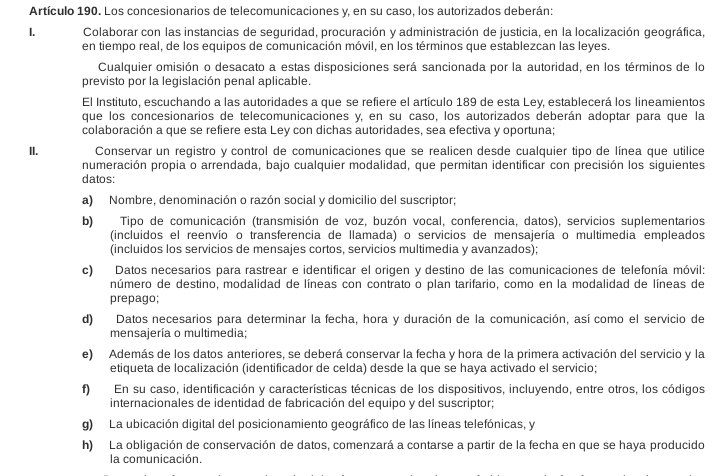 Artículo 190. Los concesionarios de telecomunicaciones y, en su caso, los autorizados deberán:
I. Colaborar con las instancias de seguridad, procuración y administración de justicia, en la localización geográfica,
en tiempo real, de los equipos de comunicación móvil, en los términos que establezcan las leyes.
Cualquier omisión o desacato a estas disposiciones será sancionada por la autoridad, en los términos de lo
previsto por la legislación penal aplicable.
El Instituto, escuchando a las autoridades a que se refiere el artículo 189 de esta Ley, establecerá los lineamientos
que los concesionarios de telecomunicaciones y, en su caso, los autorizados deberán adoptar para que la
colaboración a que se refiere esta Ley con dichas autoridades, sea efectiva y oportuna;
II. Conservar un registro y control de comunicaciones que se realicen desde cualquier tipo de línea que utilice
numeración propia o arrendada, bajo cualquier modalidad, que permitan identificar con precisión los siguientes
datos:
a) Nombre, denominación o razón social y domicilio del suscriptor;
b) Tipo de comunicación (transmisión de voz, buzón vocal, conferencia, datos), servicios suplementarios
(incluidos el reenvío o transferencia de llamada) o servicios de mensajería o multimedia empleados
(incluidos los servicios de mensajes cortos, servicios multimedia y avanzados);
c) Datos necesarios para rastrear e identificar el origen y destino de las comunicaciones de telefonía móvil:
número de destino, modalidad de líneas con contrato o plan tarifario, como en la modalidad de líneas de
prepago;
d) Datos necesarios para determinar la fecha, hora y duración de la comunicación, así como el servicio de
mensajería o multimedia;
e) Además de los datos anteriores, se deberá conservar la fecha y hora de la primera activación del servicio y la
etiqueta de localización (identificador de celda) desde la que se haya activado el servicio;
f) En su caso, identificación y características técnicas de los dispositivos, incluyendo, entre otros, los códigos
internacionales de identidad de fabricación del equipo y del suscriptor;
g) La ubicación digital del posicionamiento geográfico de las líneas telefónicas, y
h) La obligación de conservación de datos, comenzará a contarse a partir de la fecha en que se haya producido
la comunicación.